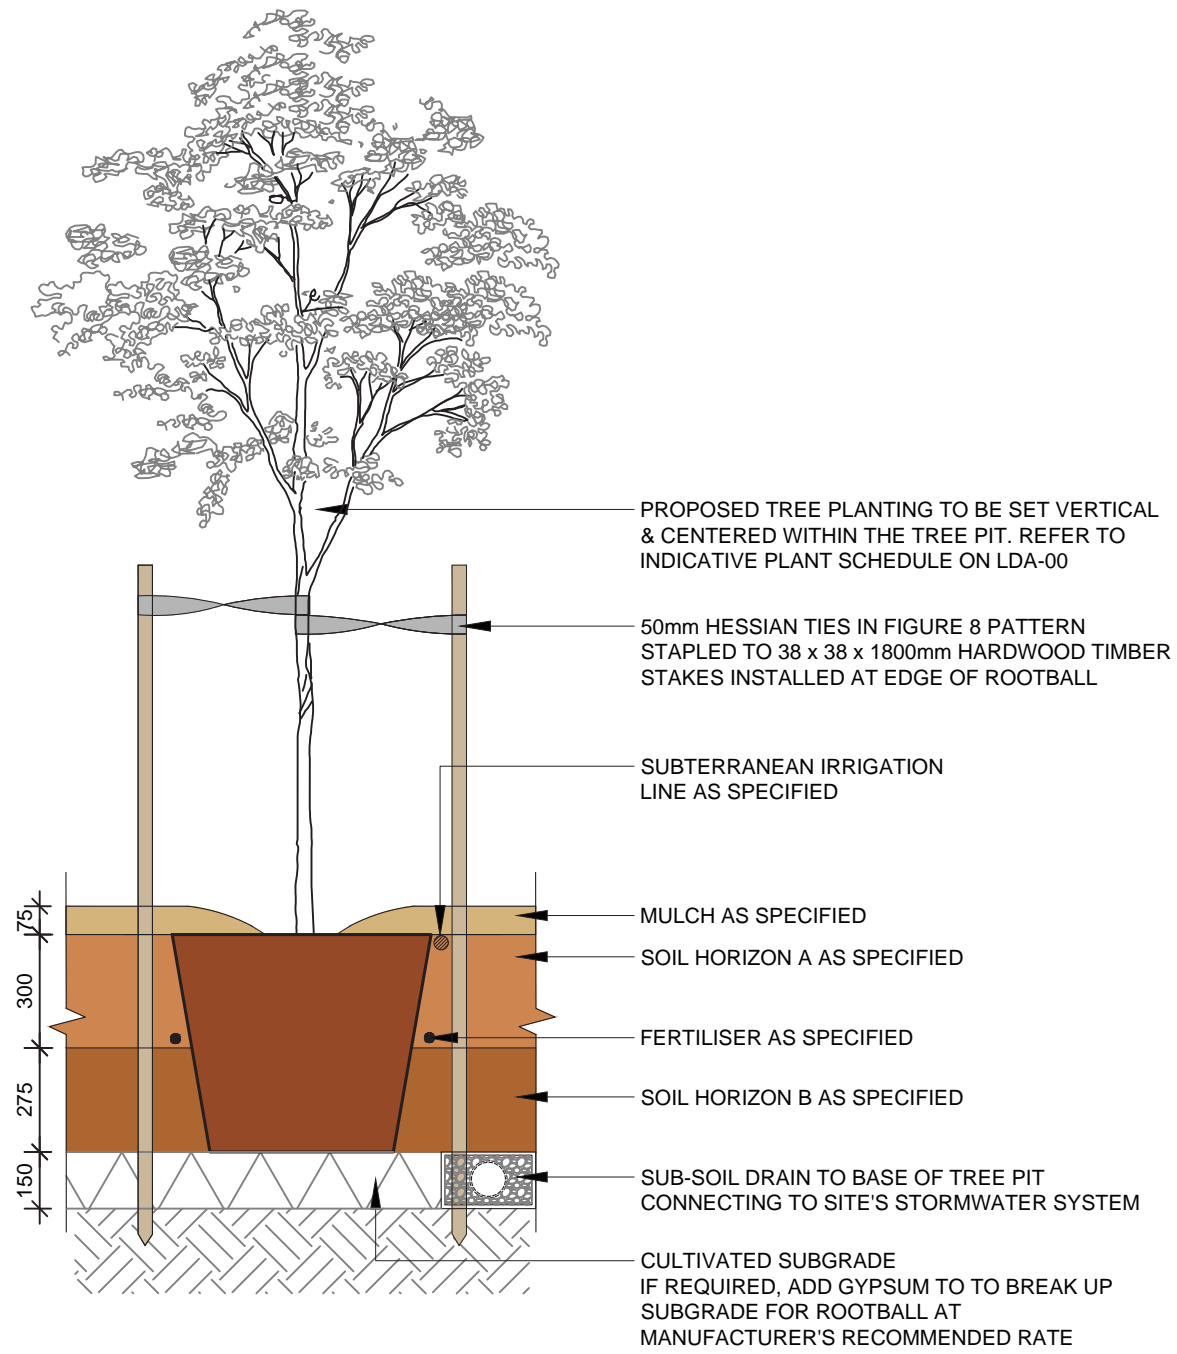 PROPOSED TREE PLANTING TO BE SET VERTICAL
& CENTERED WITHIN THE TREE PIT. REFER TO
INDICATIVE PLANT SCHEDULE ON LDA-00
50mm HESSIAN TIES IN FIGURE 8 PATTERN
STAPLED TO 38 x 38 x 1800mm HARDWOOD TIMBER
STAKES INSTALLED AT EDGE OF ROOTBALL
SUBTERRANEAN IRRIGATION
LINE AS SPECIFIED
75
MULCH AS SPECIFIED
300
SOIL HORIZON A AS SPECIFIED
FERTILISER AS SPECIFIED
275
SOIL HORIZON B AS SPECIFIED
150
SUB-SOIL DRAIN TO BASE OF TREE PIT
CONNECTING TO SITE'S STORMWATER SYSTEM
CULTIVATED SUBGRADE
IF REQUIRED, ADD GYPSUM TO TO BREAK UP
SUBGRADE FOR ROOTBALL AT
MANUFACTURER'S RECOMMENDED RATE